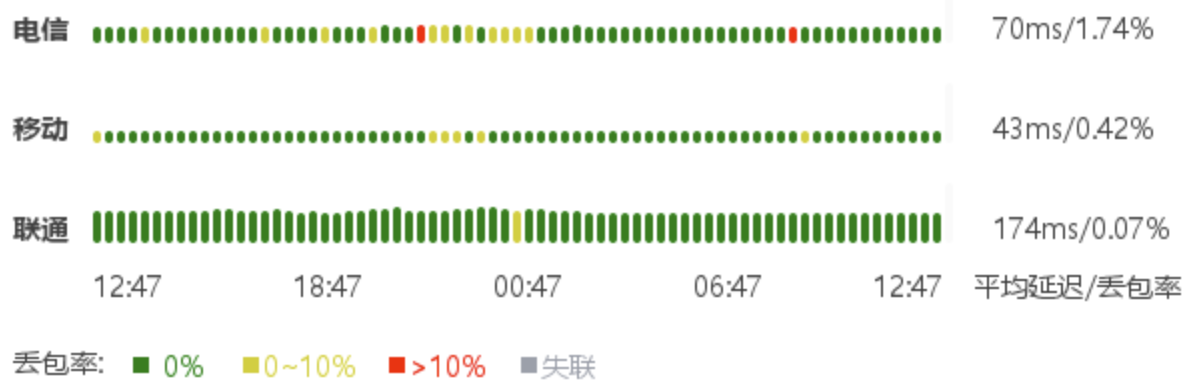 电信 70ms/1.74%
移动 43ms/0.42%
联通 174ms/0.07%
12:47 18:47 00:47 06:47 12:47 平均延迟/丢包率
丢包率: 0% 0~10% >10% 失联